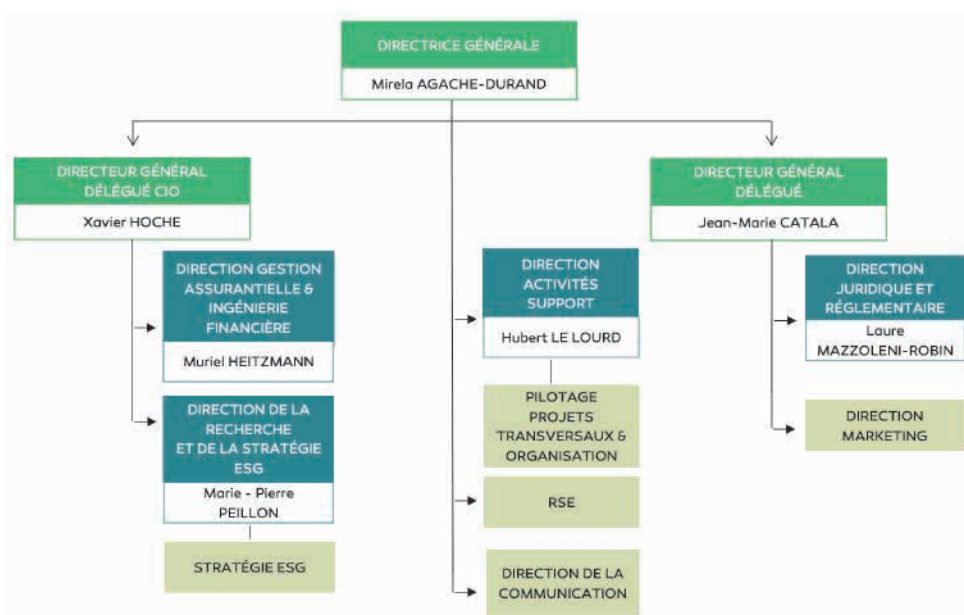 DIRECTRICE GÉNÉRALE
Mirela AGACHE-DURAND
DIRECTEUR GÉNÉRAL
DÉLÉGUÉ CIO
Xavier HOCHE
DIRECTION GESTION
ASSURANTIELLE &
INGÉNIERIE
FINANCIÈRE
Muriel HEITZMANN
DIRECTION DE LA
RECHERCHE
ET DE LA STRATÉGIE
ESG
Marie - Pierre
PEILLON
STRATÉGIE ESG
DIRECTION
ACTIVITÉS
SUPPORT
Hubert LE LOURD
PILOTAGE
PROJETS
TRANSVERSAUX &
ORGANISATION
RSE
DIRECTION DE LA
COMMUNICATION
DIRECTEUR GÉNÉRAL
DÉLÉGUÉ
Jean-Marie CATALA
DIRECTION
JURIDIQUE ET
RÉGLEMENTAIRE
Laure
MAZZOLENI-ROBIN
DIRECTION
MARKETING